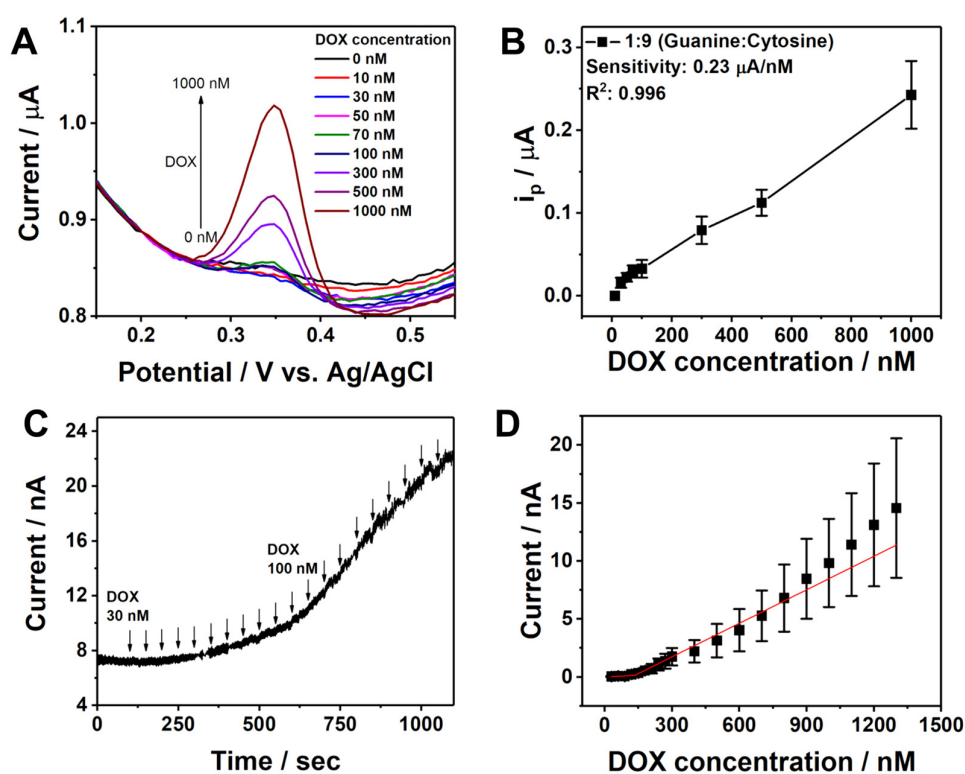 A
1.1
1.0
0.9
0.8
Current / μA
0.2
0.3
0.4
0.5
Potential / V vs. Ag/AgCl
1000 nM
DOX
0 nM
DOX concentration
0 nM
10 nM
30 nM
50 nM
70 nM
100 nM
300 nM
500 nM
1000 nM
B
1:9 (Guanine:Cytosine)
Sensitivity: 0.23 μA/nM
R²: 0.996
0.3
0.2
0.1
0.0
iₚ / μA
0
200
400
600
800
1000
DOX concentration / nM
C
24
20
16
12
8
4
Current / nA
DOX
30 nM
DOX
100 nM
0
250
500
750
1000
Time / sec
D
20
15
10
5
0
Current / nA
0
300
600
900
1200
1500
DOX concentration / nM